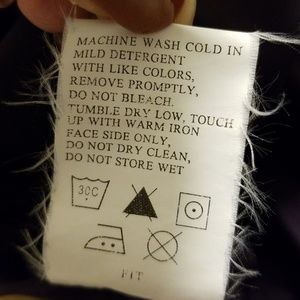 MACHINE WASH COLD IN
MILD DETERGENT
WITH LIKE COLORS,
REMOVE PROMPTLY,
DO NOT BLEACH.
TUMBLE DRY LOW, TOUCH
UP WITH WARM IRON
FACE SIDE ONLY,
DO NOT DRY CLEAN,
DO NOT STORE WET
30C
FIT